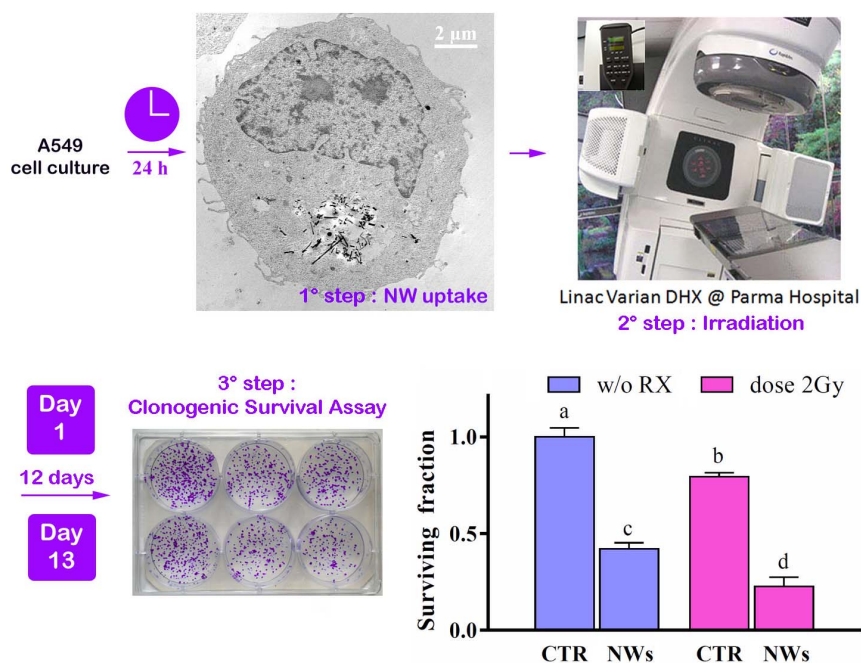 A549
cell culture
24 h
2 µm
1° step : NW uptake
Linac Varian DHX @ Parma Hospital
2° step : Irradiation
Day
1
12 days
Day
13
3° step :
Clonogenic Survival Assay
w/o RX
dose 2Gy
Surviving fraction
1.0
0.5
0.0
a
c
b
d
CTR
NWs
CTR
NWs